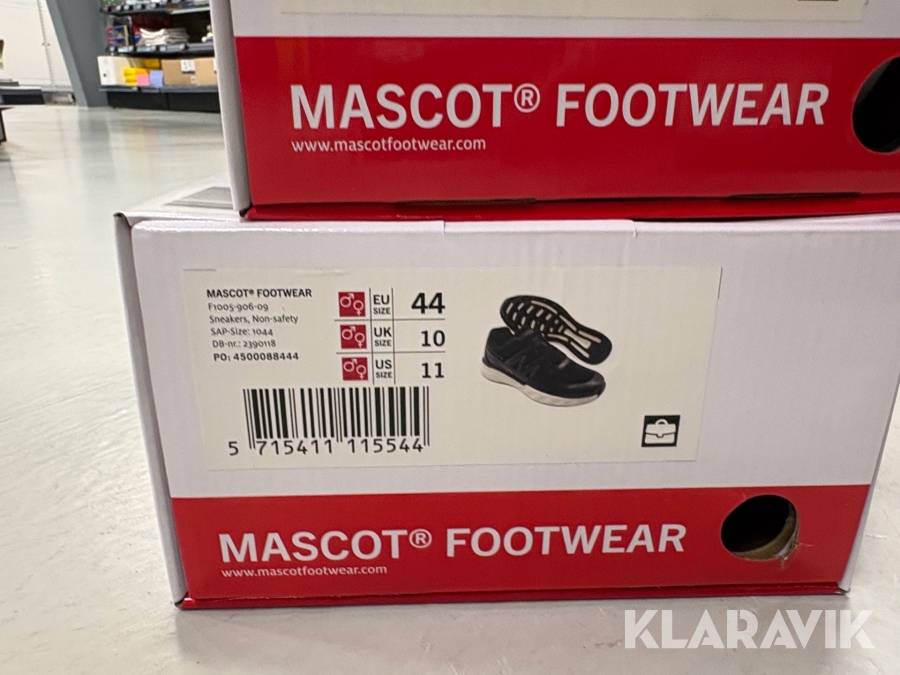 MASCOT® FOOTWEAR
www.mascotfootwear.com
MASCOT® FOOTWEAR
F1005-906-09
Sneakers, Non-safety
SAP-Size: 1044
DB-nr.: 2390118
PO: 4500088444
EU SIZE 44
UK SIZE 10
US SIZE 11
5 715411 115544
MASCOT® FOOTWEAR
www.mascotfootwear.com
KLARAVIK